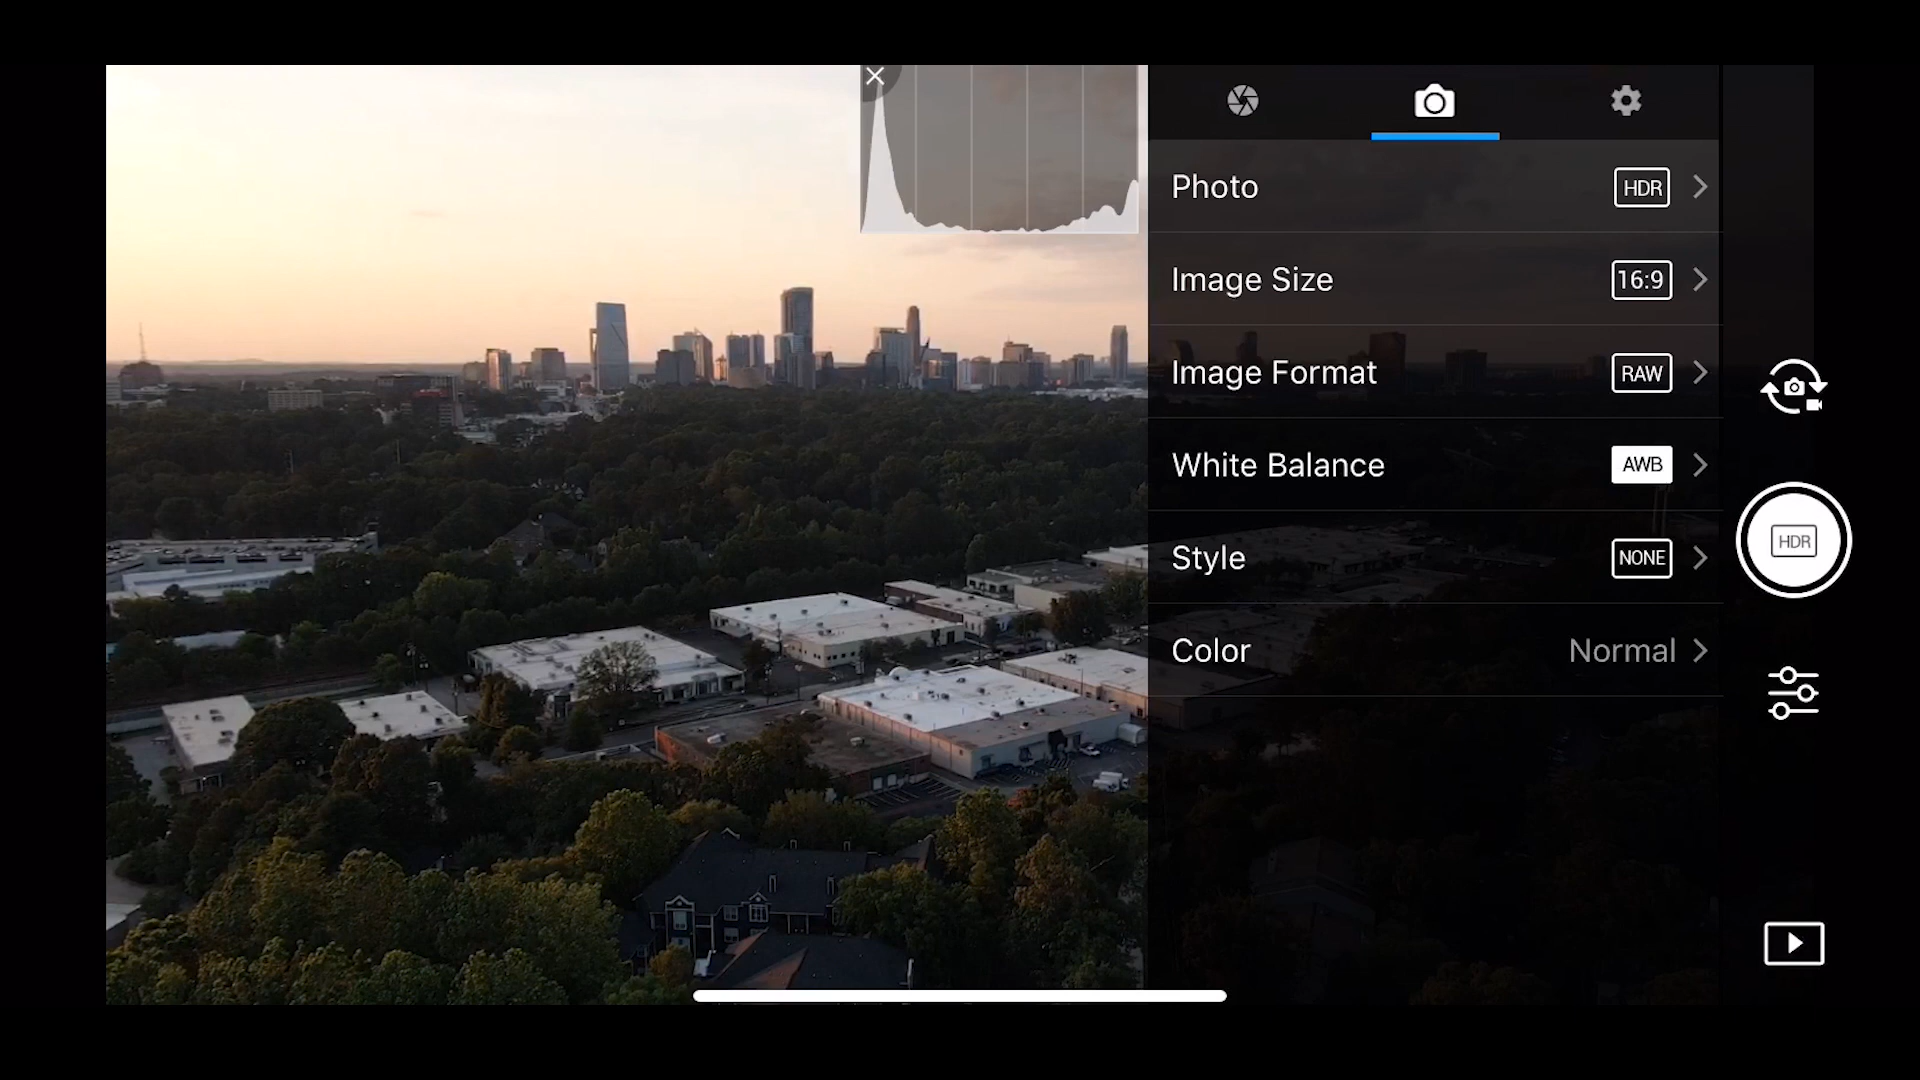 Photo HDR
Image Size 16:9
Image Format RAW
White Balance AWB
Style NONE
HDR
Color Normal